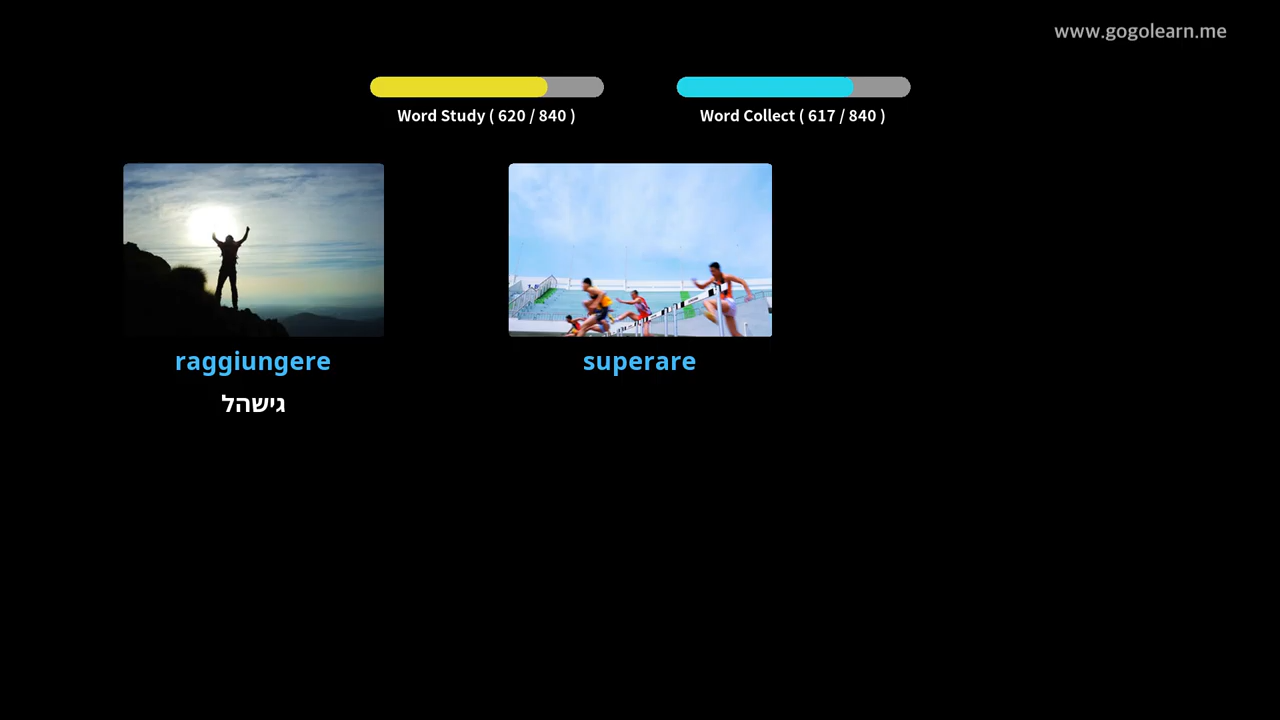 www.gogolearn.me
Word Study ( 620 / 840 )
Word Collect ( 617 / 840 )
raggiungere
superare
גישהל